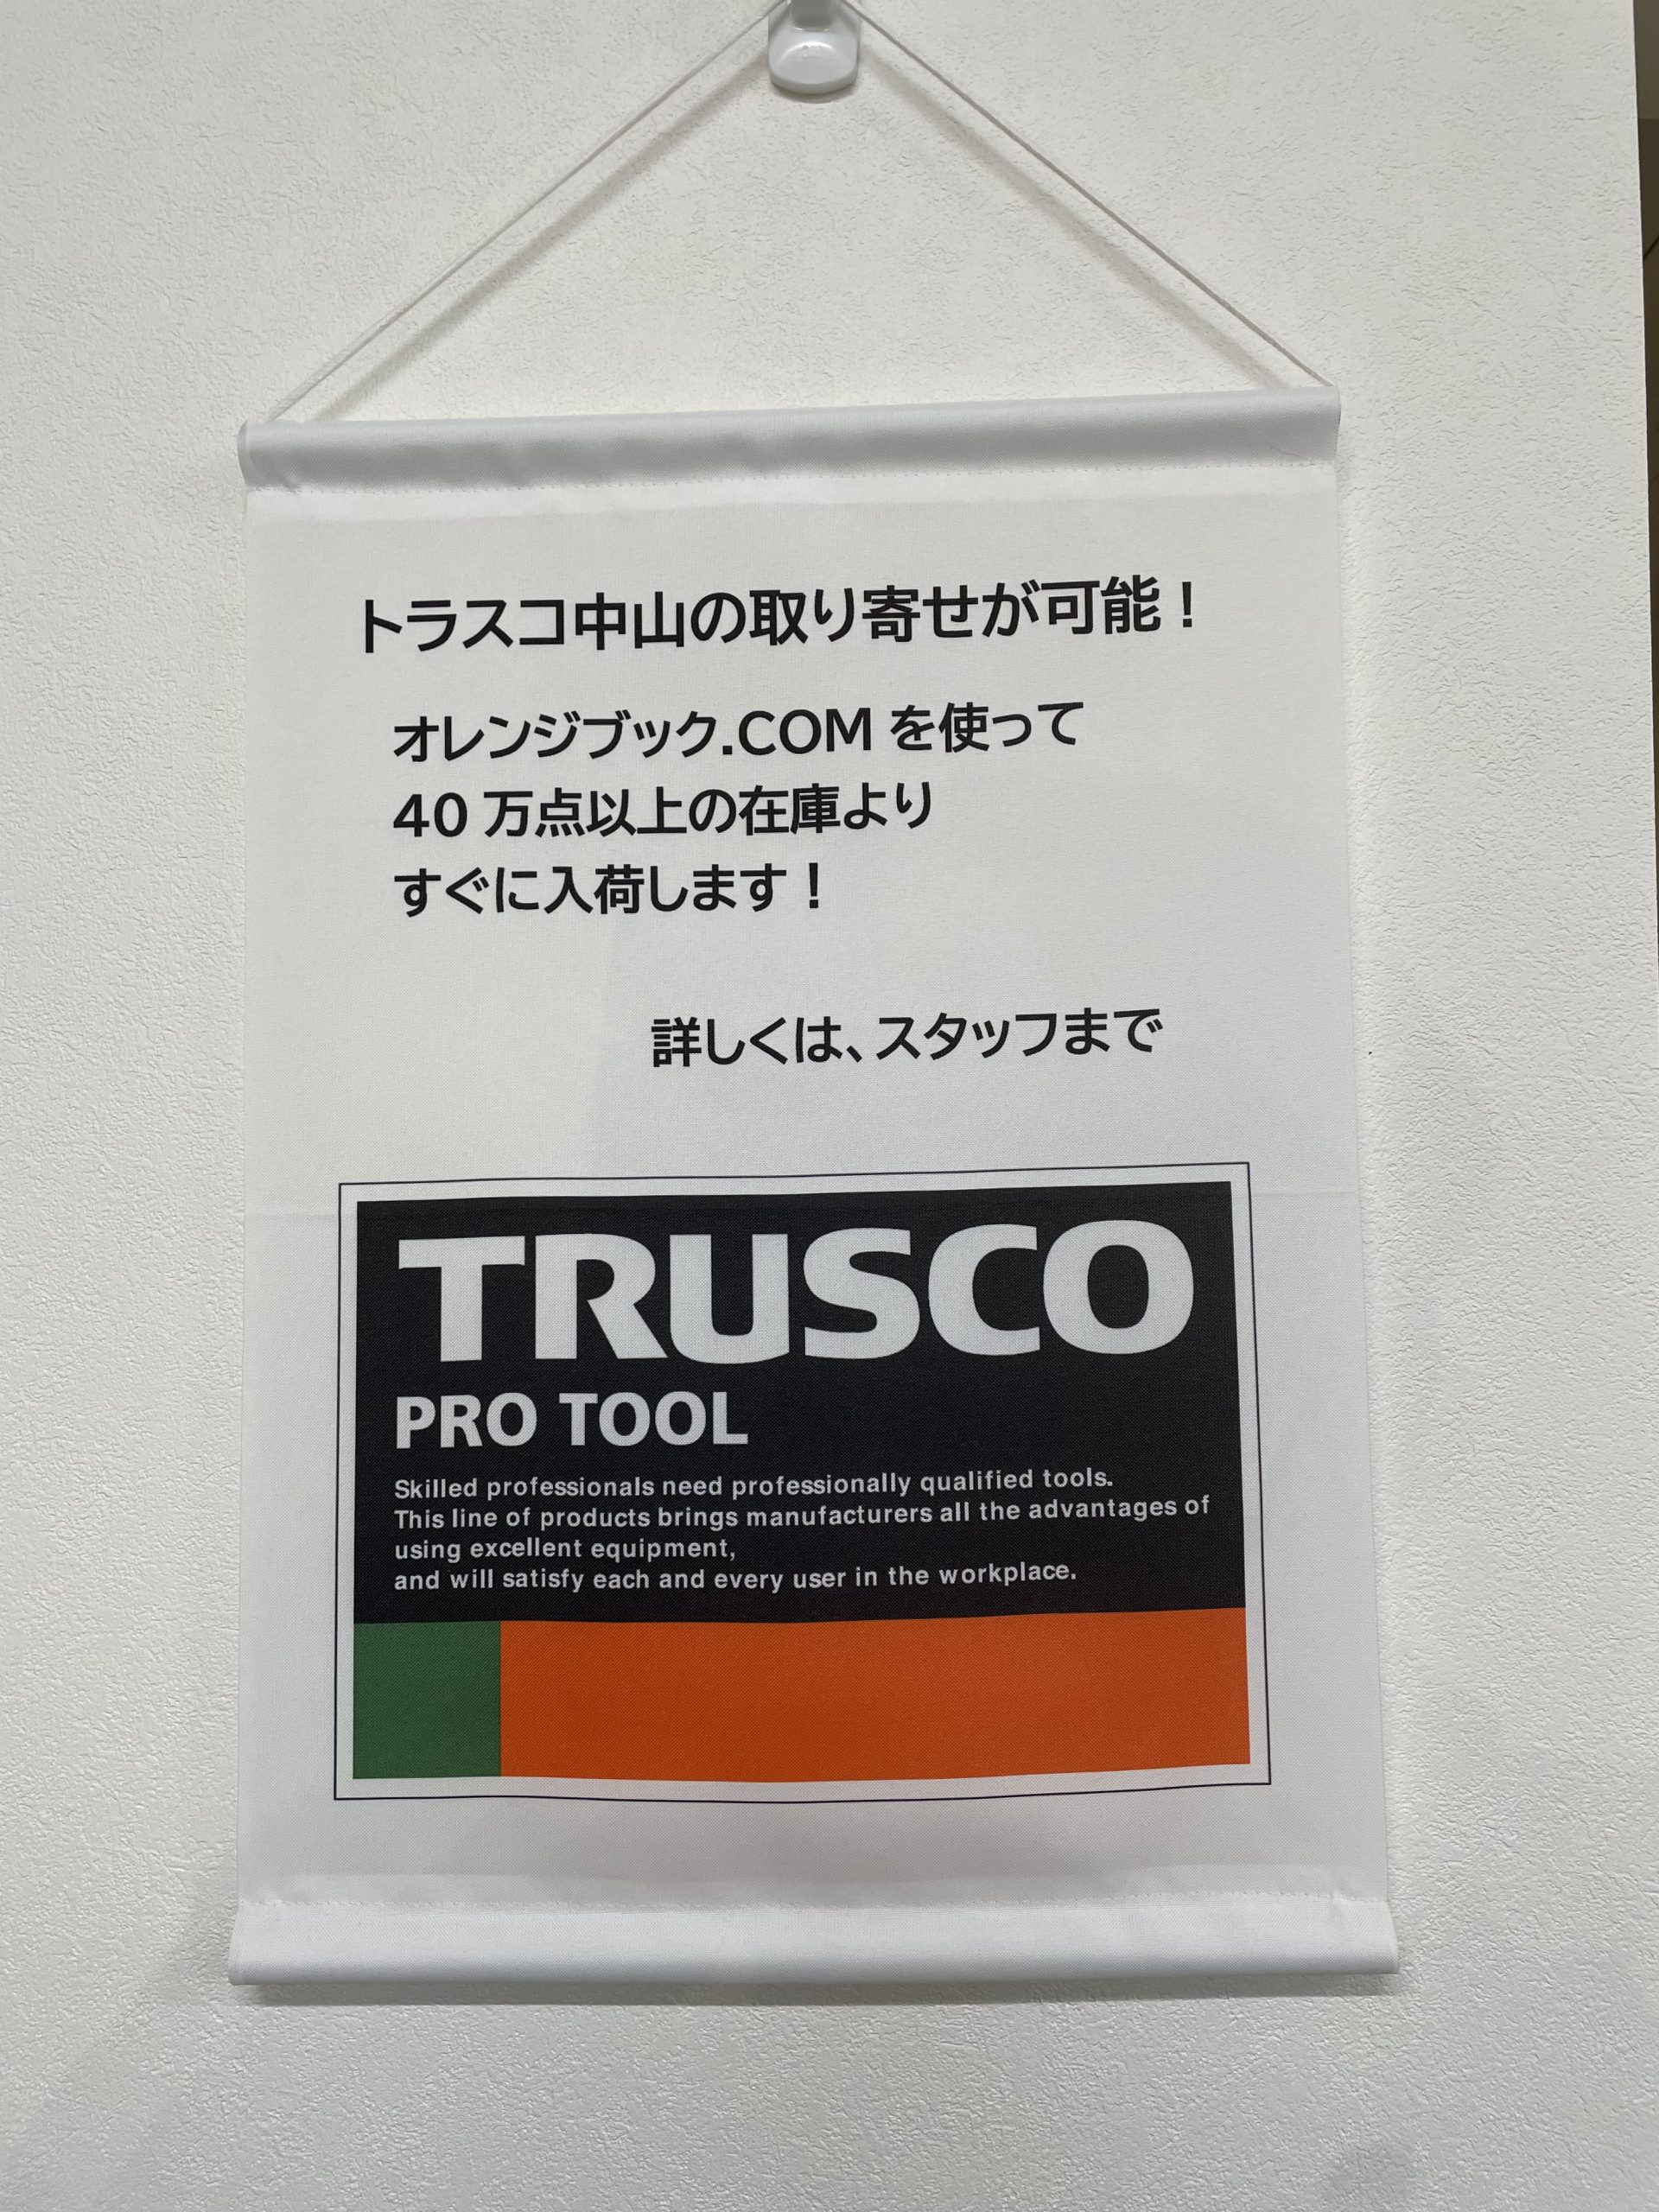 トラスコ中山の取り寄せが可能！
オレンジブック.COM を使って
40 万点以上の在庫より
すぐに入荷します！
詳しくは、スタッフまで
TRUSCO
PRO TOOL
Skilled professionals need professionally qualified tools.
This line of products brings manufacturers all the advantages of
using excellent equipment,
and will satisfy each and every user in the workplace.